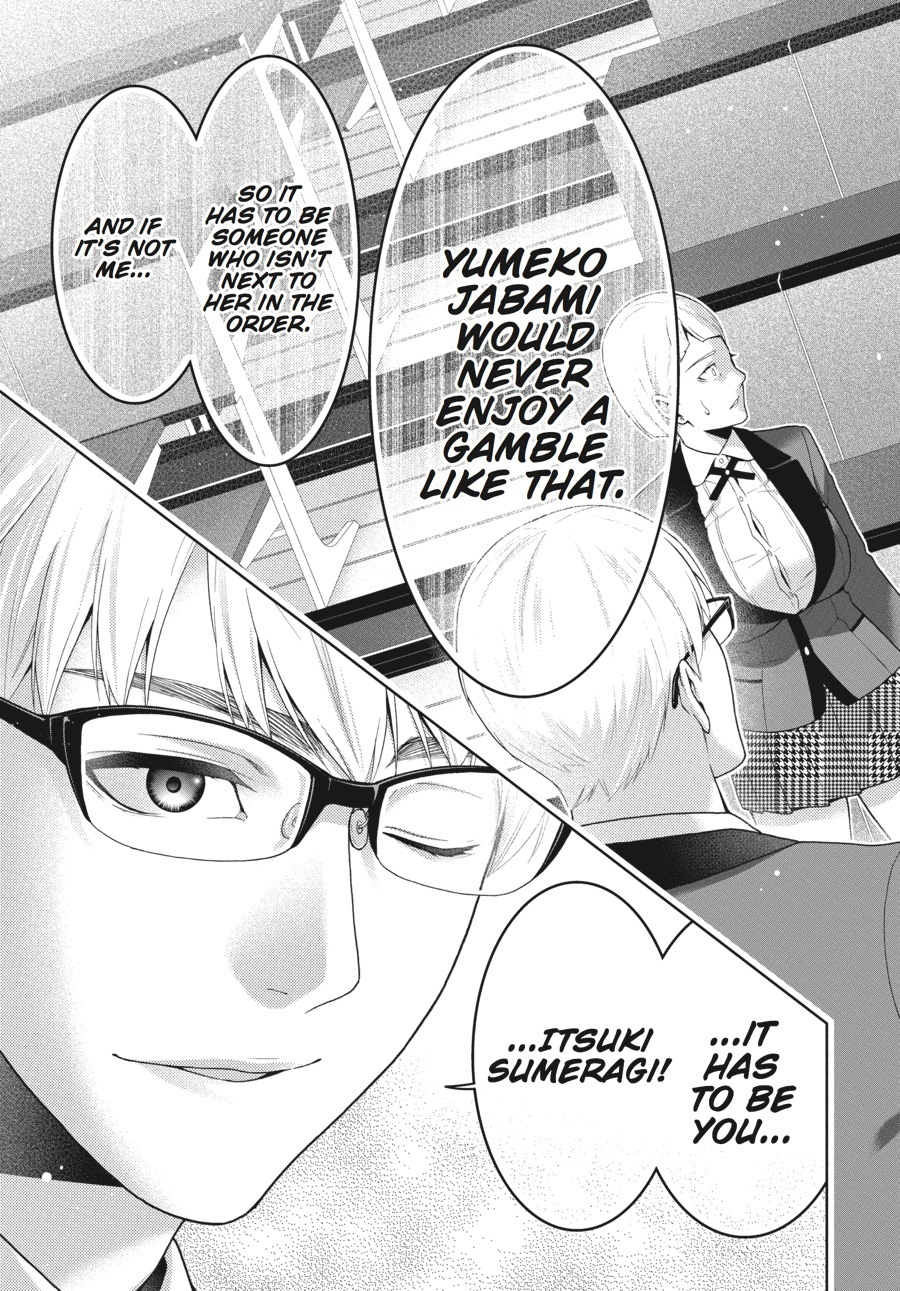 YUMEKO
JABAMI
WOULD
NEVER
ENJOY A
GAMBLE
LIKE THAT.
SO IT
HAS TO BE
SOMEONE
WHO ISN'T
NEXT TO
HER IN THE
ORDER.
AND IF
IT'S NOT
ME...
...IT
HAS
TO BE
YOU...
...ITSUKI
SUMERAGI!